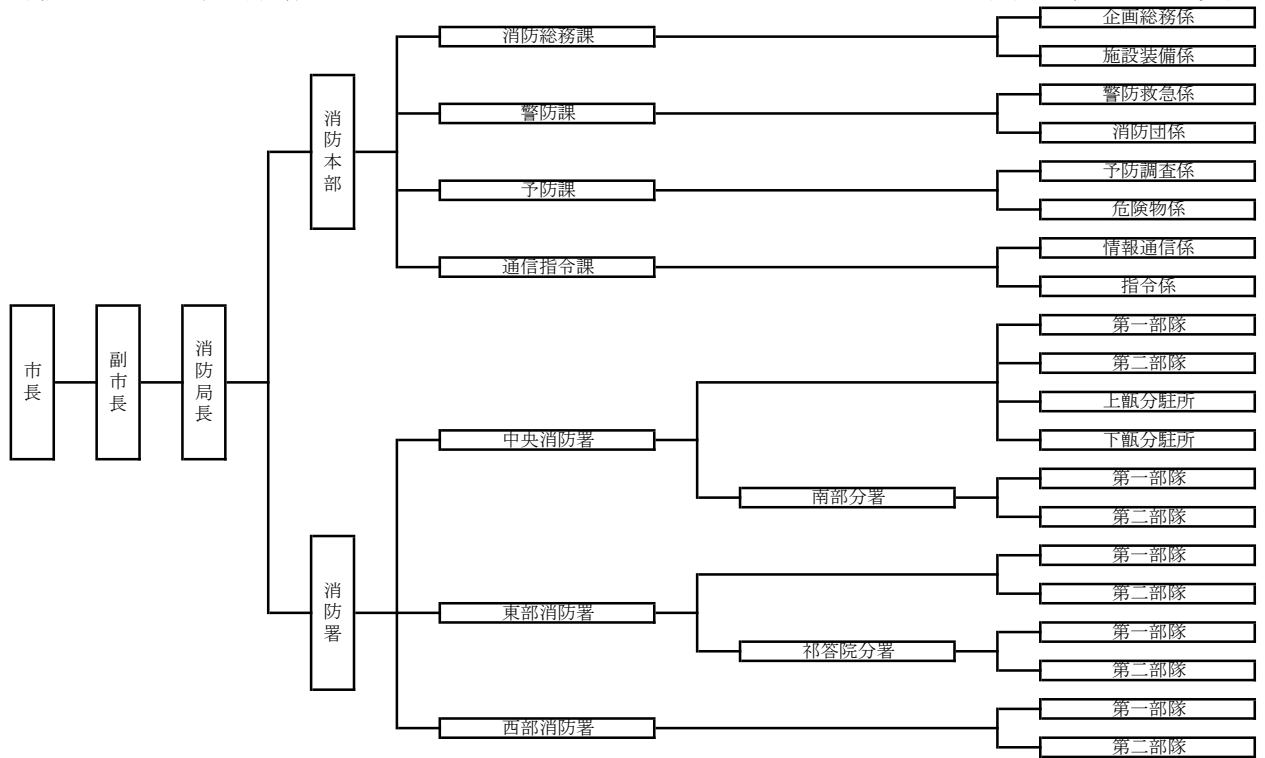 市長
副市長
消防局長
消防本部
消防総務課
企画総務係
施設装備係
警防課
警防救急係
消防団係
予防課
予防調査係
危険物係
通信指令課
情報通信係
指令係
消防署
中央消防署
第一部隊
第二部隊
上甑分駐所
下甑分駐所
南部分署
第一部隊
第二部隊
東部消防署
第一部隊
第二部隊
祁答院分署
第一部隊
第二部隊
西部消防署
第一部隊
第二部隊